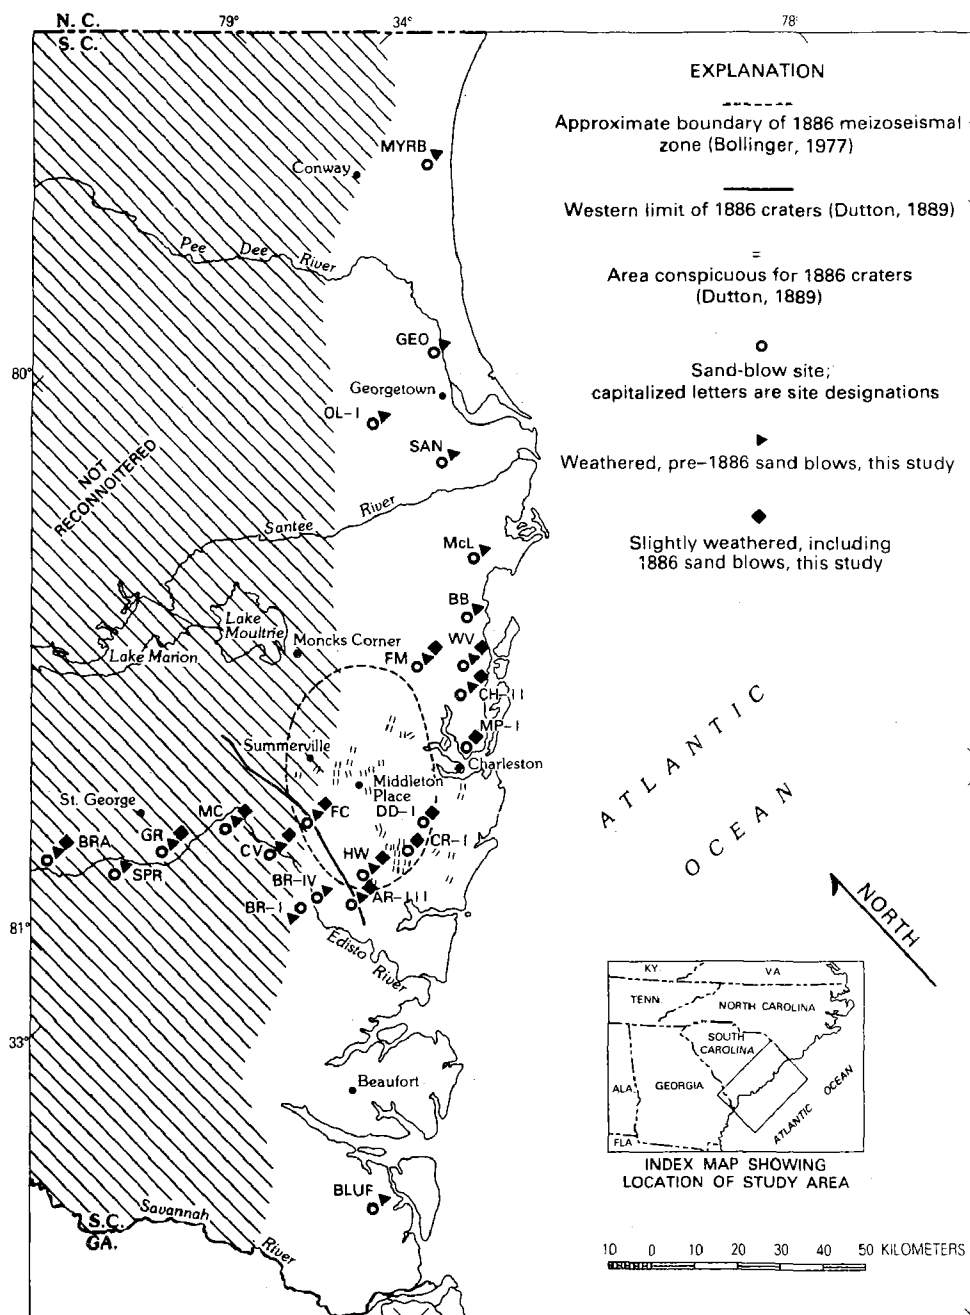 N. C.
S. C.
79°
34°
78°
EXPLANATION
Approximate boundary of 1886 meizoseismal
zone (Bollinger, 1977)
Western limit of 1886 craters (Dutton, 1889)
Area conspicuous for 1886 craters
(Dutton, 1889)
Sand-blow site;
capitalized letters are site designations
Weathered, pre-1886 sand blows, this study
Slightly weathered, including
1886 sand blows, this study
MYRB
Conway
Pee Dee River
GEO
80°
Georgetown
OL-I
SAN
NOT
RECONNOITERED
Santee River
McL
BB
Lake
Moultrie
WV
Moncks Corner
Lake Marion
FM
CH-II
MP-I
Summerville
Charleston
Middleton
Place
St. George
MC
FC
DD-I
BRA
GR
CV
HW
CR-I
SPR
BR-IV
AR-III
BR-I
81°
Edisto River
ATLANTIC
OCEAN
NORTH
33°
Beaufort
KY.
VA.
TENN.
NORTH CAROLINA
SOUTH
CAROLINA
ALA.
GEORGIA
ATLANTIC OCEAN
FLA
INDEX MAP SHOWING
LOCATION OF STUDY AREA
BLUF
S.C.
GA.
Savannah River
10 0 10 20 30 40 50 KILOMETERS